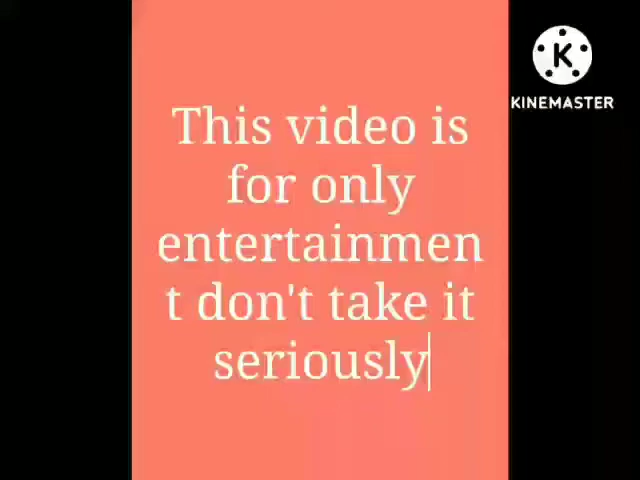 This video is
for only
entertainmen
t don't take it
seriously
K
KINEMASTER